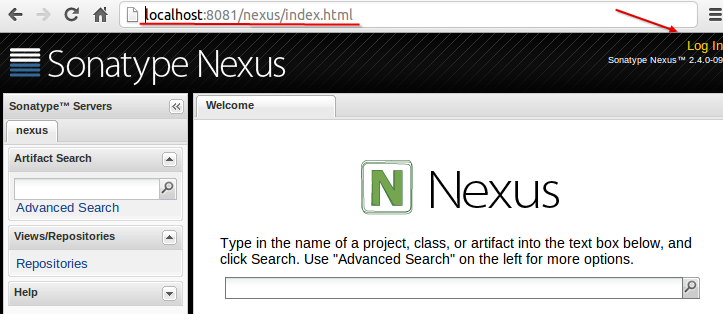 localhost:8081/nexus/index.html
Log In
Sonatype Nexus
Sonatype Nexus™ 2.4.0-09
Sonatype™ Servers
nexus
Artifact Search
Advanced Search
Views/Repositories
Repositories
Help
Welcome
N Nexus
Type in the name of a project, class, or artifact into the text box below, and
click Search. Use "Advanced Search" on the left for more options.